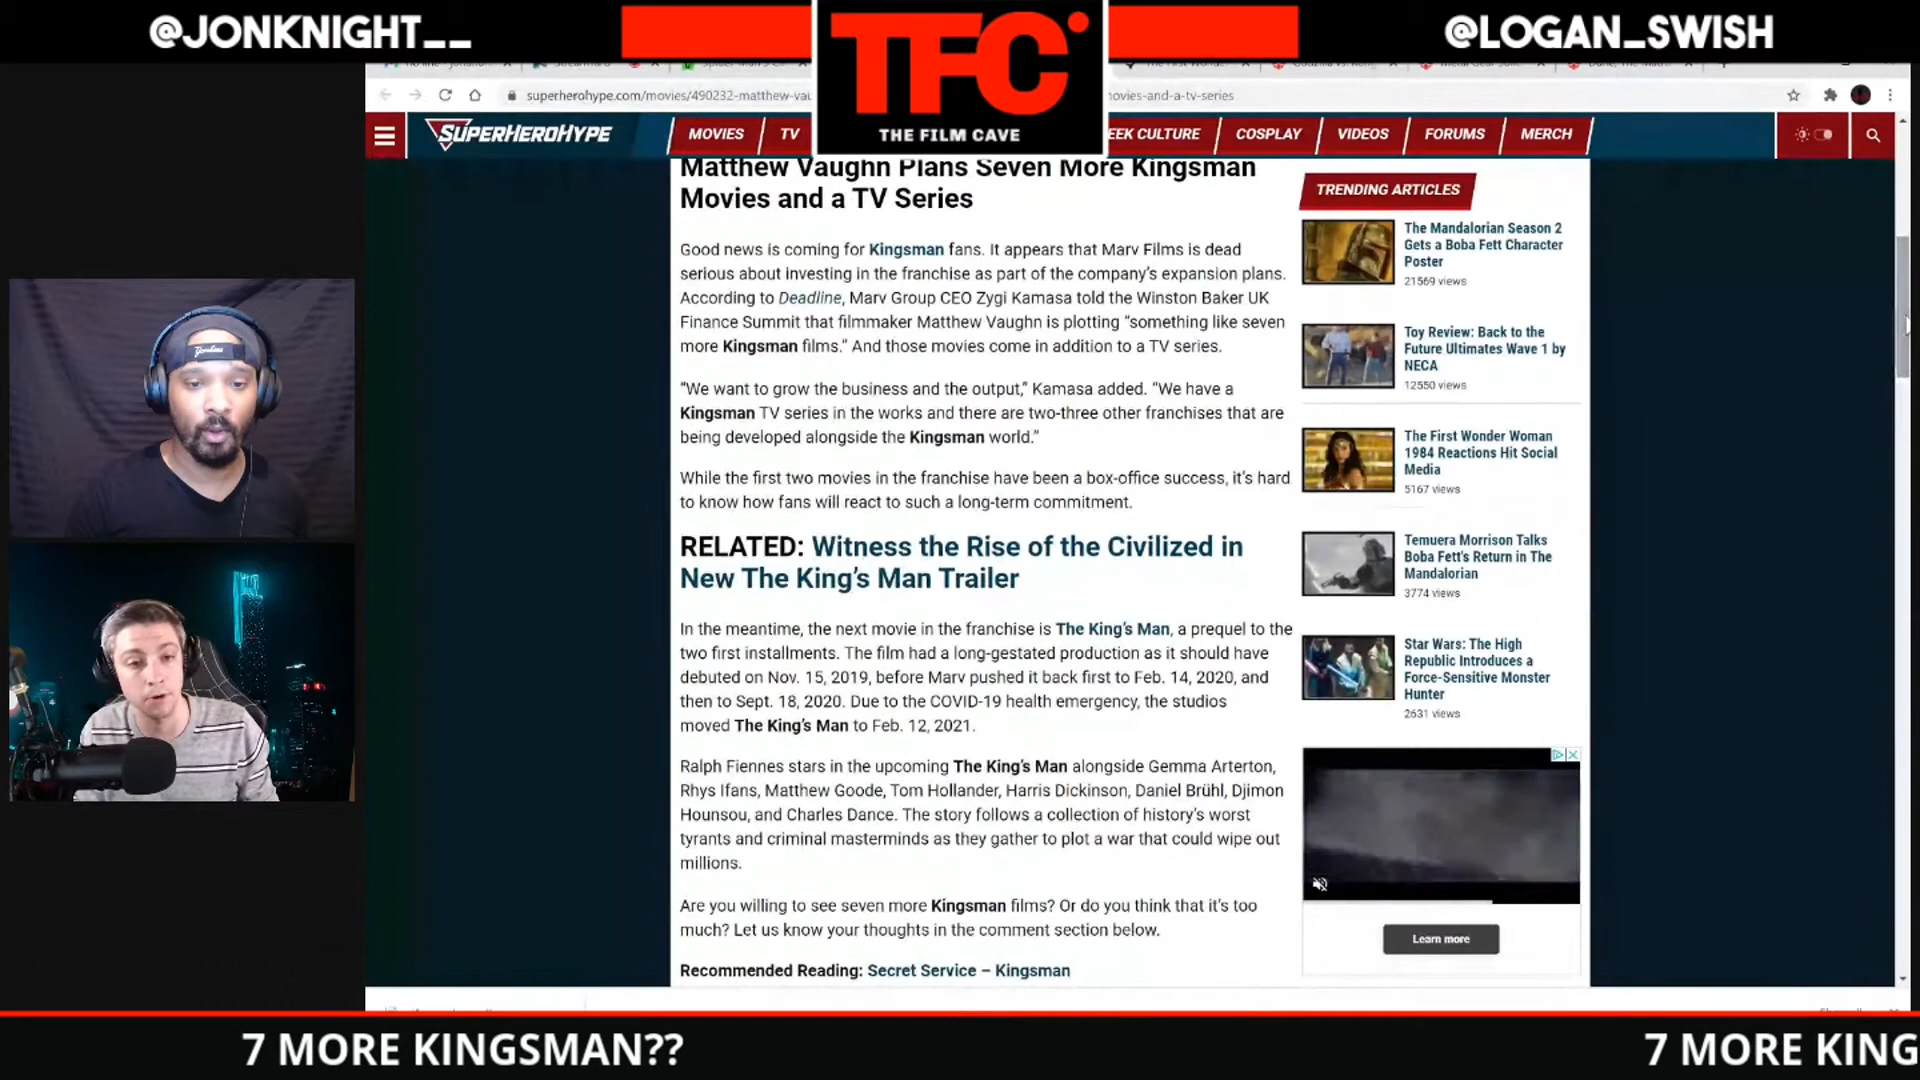 @JONKNIGHT__
TFC
THE FILM CAVE
@LOGAN_SWISH
superherohype.com/movies/490232-matthew-vau
ovies-and-a-tv-series
SUPERHEROHYPE
MOVIES
TV
EEK CULTURE
COSPLAY
VIDEOS
FORUMS
MERCH
Matthew Vaughn Plans Seven More Kingsman
Movies and a TV Series
Good news is coming for Kingsman fans. It appears that Marv Films is dead
serious about investing in the franchise as part of the company's expansion plans.
According to Deadline, Marv Group CEO Zygi Kamasa told the Winston Baker UK
Finance Summit that filmmaker Matthew Vaughn is plotting "something like seven
more Kingsman films." And those movies come in addition to a TV series.
"We want to grow the business and the output," Kamasa added. "We have a
Kingsman TV series in the works and there are two-three other franchises that are
being developed alongside the Kingsman world."
While the first two movies in the franchise have been a box-office success, it's hard
to know how fans will react to such a long-term commitment.
RELATED: Witness the Rise of the Civilized in
New The King's Man Trailer
In the meantime, the next movie in the franchise is The King's Man, a prequel to the
two first installments. The film had a long-gestated production as it should have
debuted on Nov. 15, 2019, before Marv pushed it back first to Feb. 14, 2020, and
then to Sept. 18, 2020. Due to the COVID-19 health emergency, the studios
moved The King's Man to Feb. 12, 2021.
Ralph Fiennes stars in the upcoming The King's Man alongside Gemma Arterton,
Rhys Ifans, Matthew Goode, Tom Hollander, Harris Dickinson, Daniel Brühl, Djimon
Hounsou, and Charles Dance. The story follows a collection of history's worst
tyrants and criminal masterminds as they gather to plot a war that could wipe out
millions.
Are you willing to see seven more Kingsman films? Or do you think that it's too
much? Let us know your thoughts in the comment section below.
Recommended Reading: Secret Service – Kingsman
TRENDING ARTICLES
The Mandalorian Season 2
Gets a Boba Fett Character
Poster
21569 views
Toy Review: Back to the
Future Ultimates Wave 1 by
NECA
12550 views
The First Wonder Woman
1984 Reactions Hit Social
Media
5167 views
Temuera Morrison Talks
Boba Fett's Return in The
Mandalorian
3774 views
Star Wars: The High
Republic Introduces a
Force-Sensitive Monster
Hunter
2631 views
Learn more
7 MORE KINGSMAN??
7 MORE KING